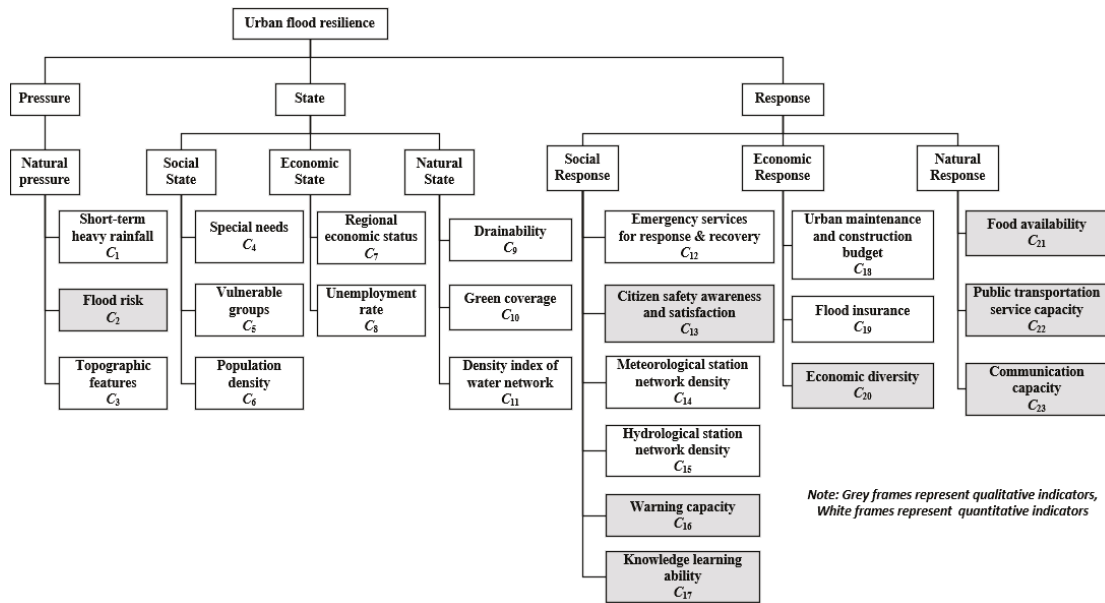 Urban flood resilience
Pressure
State
Response
Natural
pressure
Social
State
Economic
State
Natural
State
Social
Response
Economic
Response
Natural
Response
Short-term
heavy rainfall
C1
Flood risk
C2
Topographic
features
C3
Special needs
C4
Vulnerable
groups
C5
Population
density
C6
Regional
economic status
C7
Unemployment
rate
C8
Drainability
C9
Green coverage
C10
Density index of
water network
C11
Emergency services
for response & recovery
C12
Citizen safety awareness
and satisfaction
C13
Meteorological station
network density
C14
Hydrological station
network density
C15
Warning capacity
C16
Knowledge learning
ability
C17
Urban maintenance
and construction
budget
C18
Flood insurance
C19
Economic diversity
C20
Food availability
C21
Public transportation
service capacity
C22
Communication
capacity
C23
Note: Grey frames represent qualitative indicators,
White frames represent quantitative indicators